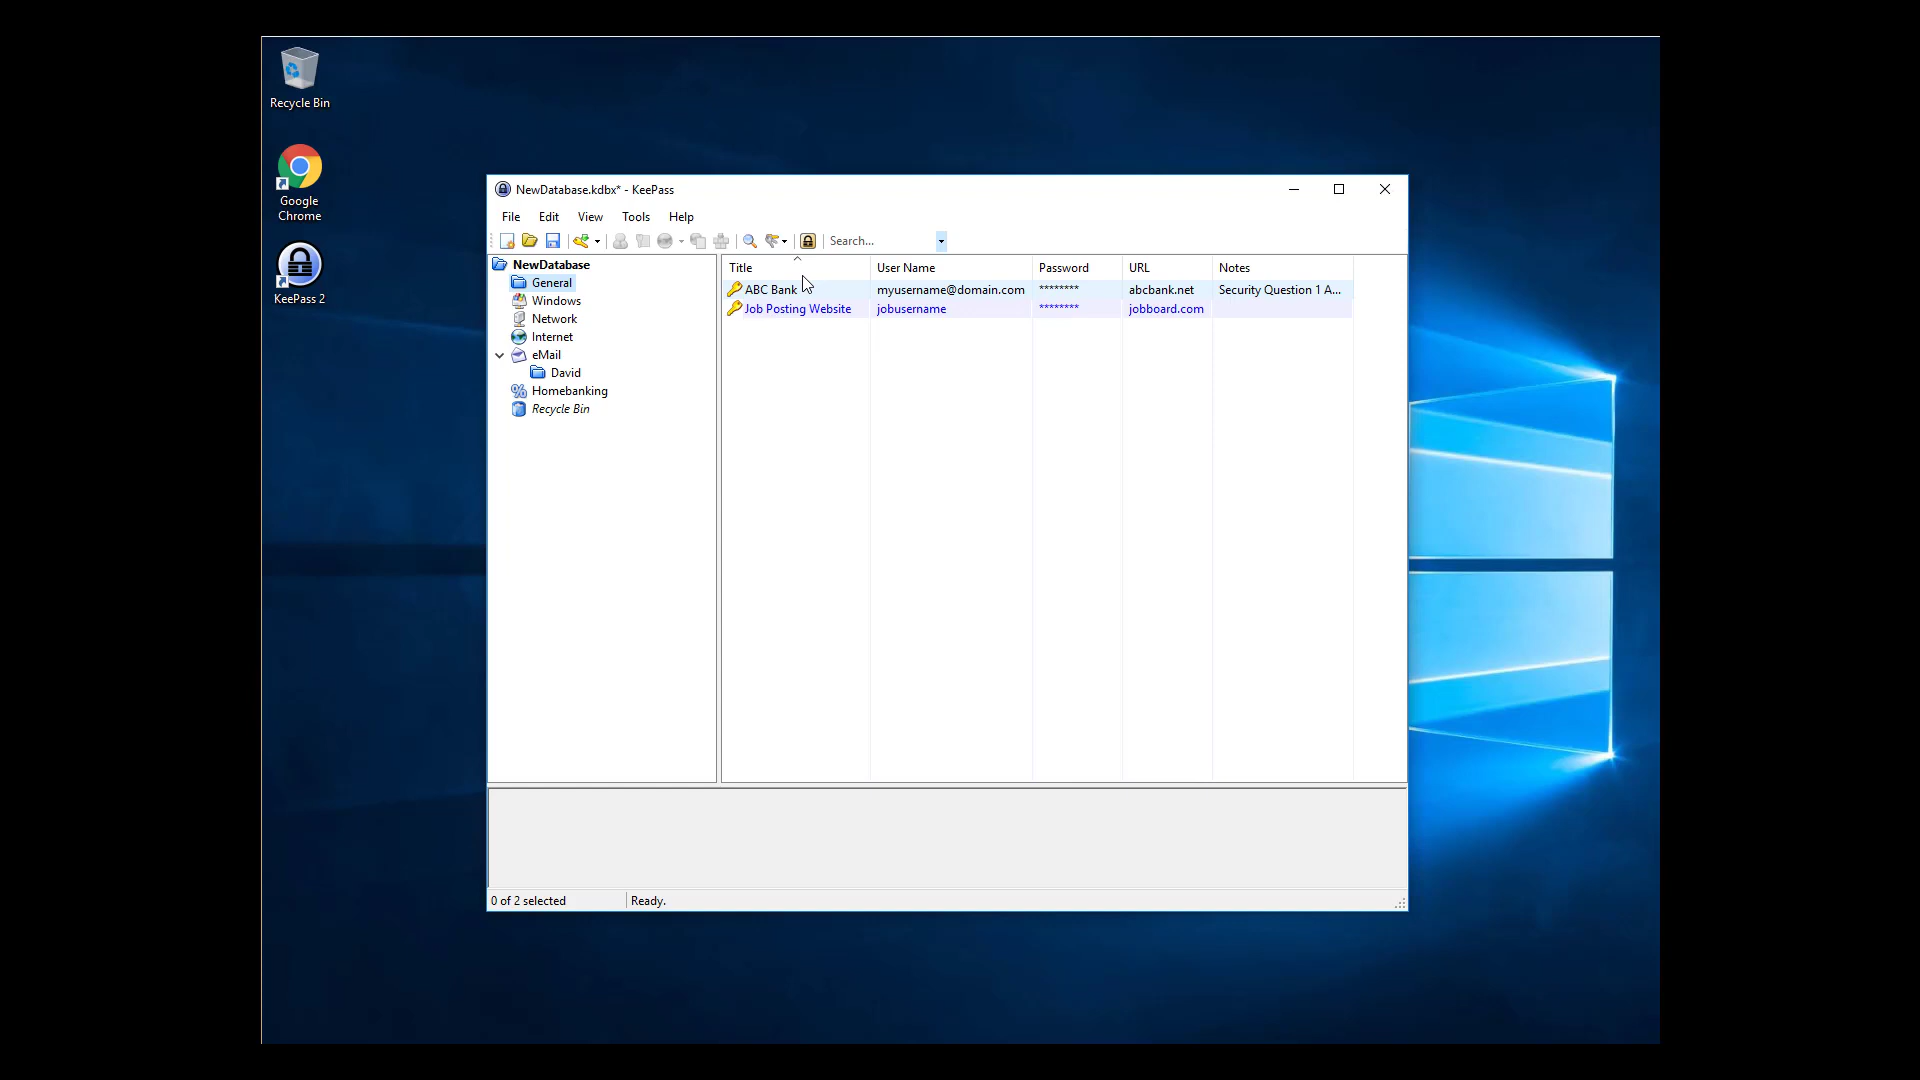 Recycle Bin
Google
Chrome
KeePass 2
NewDatabase.kdbx* - KeePass
File Edit View Tools Help
Search...
NewDatabase
General
Windows
Network
Internet
eMail
David
Homebanking
Recycle Bin
Title User Name Password URL Notes
ABC Bank myusername@domain.com ******** abcbank.net Security Question 1 A...
Job Posting Website jobusername ******** jobboard.com
0 of 2 selected Ready.